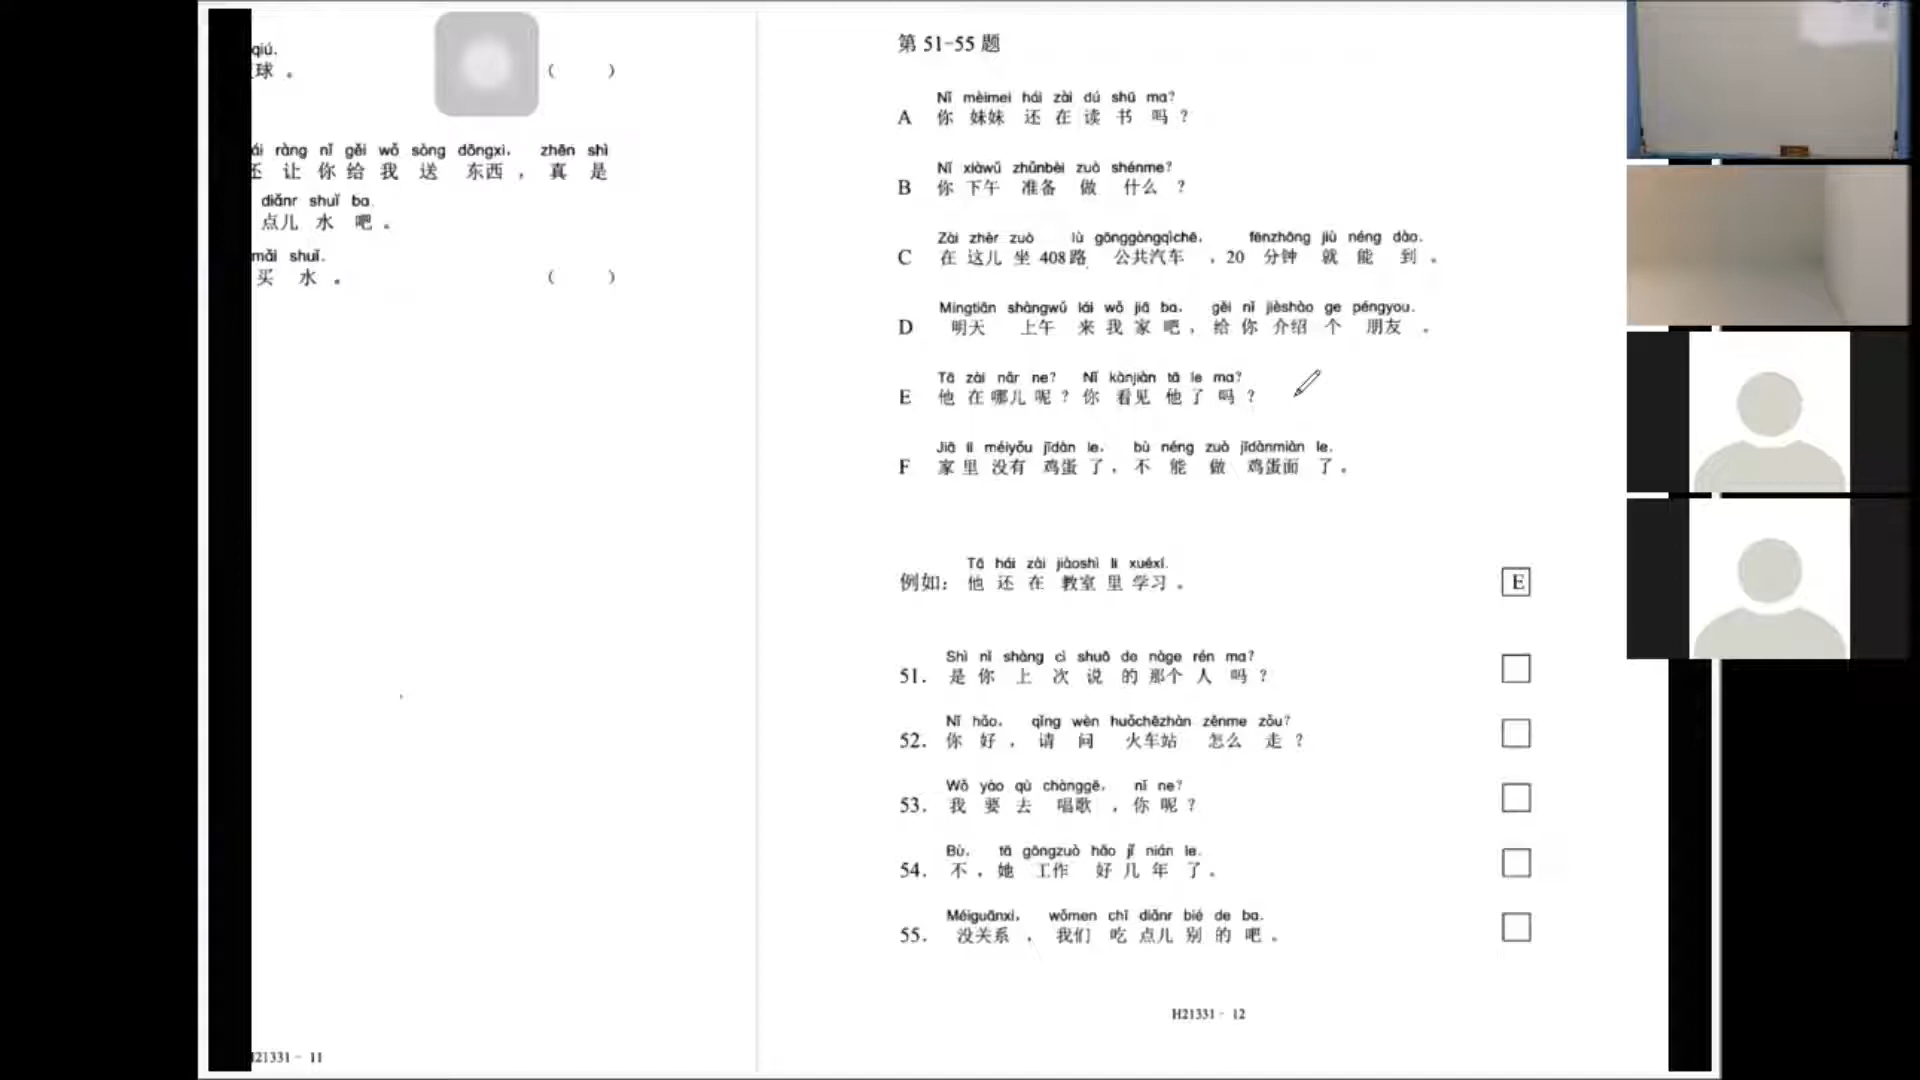 qiú.
球 。 （ ）
ràng nǐ gěi wǒ sòng dōngxi, zhēn shì
还 让 你 给 我 送 东西 , 真 是
diǎnr shuǐ ba.
点儿 水 吧 。
mǎi shuǐ.
买 水 。 （ ）
H21331 - 11
第 51-55 题
Nǐ mèimei hái zài dú shū ma?
A 你 妹妹 还 在 读 书 吗 ?
Nǐ xiàwǔ zhǔnbèi zuò shénme?
B 你 下午 准备 做 什么 ?
Zài zhèr zuò lù gōnggòngqìchē, fēnzhōng jiù néng dào.
C 在 这儿 坐 408路 公共汽车 , 20 分钟 就 能 到 。
Míngtiān shàngwǔ lái wǒ jiā ba, gěi nǐ jièshào ge péngyou.
D 明天 上午 来 我 家 吧 , 给 你 介绍 个 朋友 。
Tā zài nǎr ne? Nǐ kànjiàn tā le ma?
E 他 在 哪儿 呢 ? 你 看见 他 了 吗 ?
Jiā li méiyǒu jīdàn le, bù néng zuò jīdànmiàn le.
F 家 里 没有 鸡蛋 了 , 不 能 做 鸡蛋面 了 。
Tā hái zài jiàoshì li xuéxí.
例如: 他 还 在 教室 里 学习 。 E
Shì nǐ shàng cì shuō de nàge rén ma?
51. 是 你 上 次 说 的 那个 人 吗 ?
Nǐ hǎo, qǐng wèn huǒchēzhàn zěnme zǒu?
52. 你 好 , 请 问 火车站 怎么 走 ?
Wǒ yào qù chànggē, nǐ ne?
53. 我 要 去 唱歌 , 你 呢 ?
Bù, tā gōngzuò hǎo jǐ nián le.
54. 不 , 她 工作 好 几 年 了 。
Méiguānxi, wǒmen chī diǎnr bié de ba.
55. 没关系 , 我们 吃 点儿 别 的 吧 。
H21331 - 12